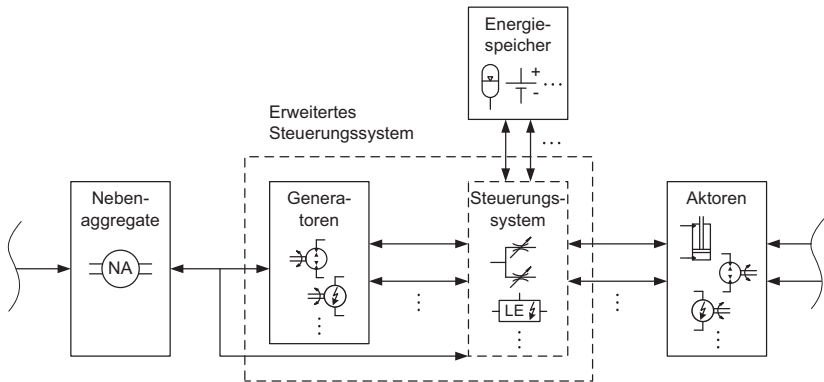 Energie-
speicher
+
-
...
Erweitertes
Steuerungssystem
...
Neben-
aggregate
NA
Genera-
toren
...
Steuerungs-
system
LE
...
Aktoren
...
...
...